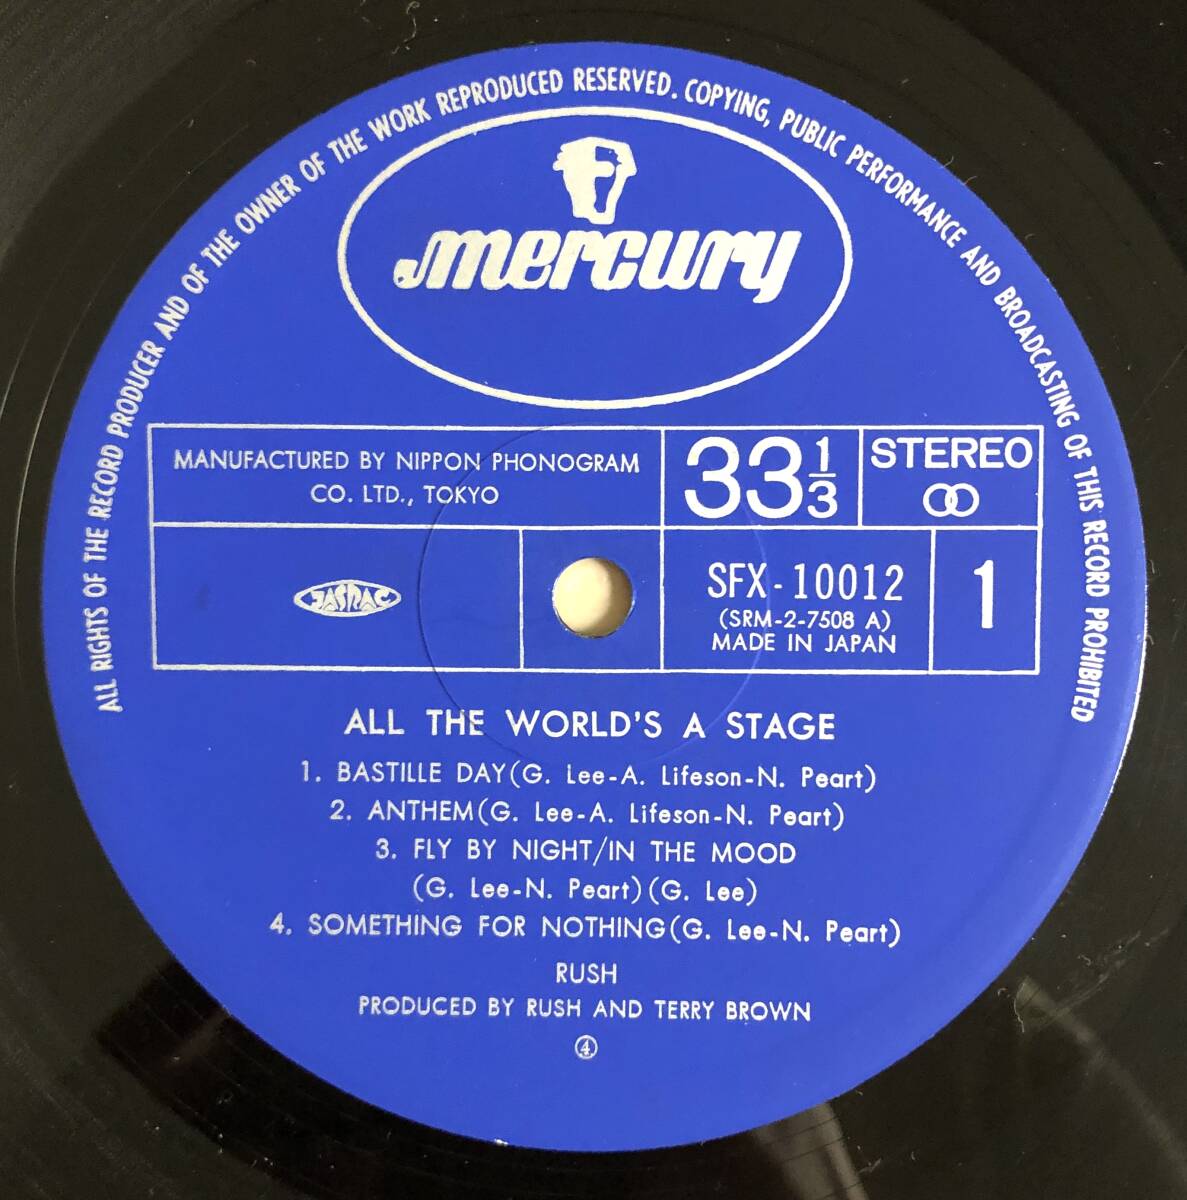 ALL RIGHTS OF THE RECORD PRODUCER AND OF THE OWNER OF THE WORK REPRODUCED RESERVED. COPYING, PUBLIC PERFORMANCE AND BROADCASTING OF THIS RECORD PROHIBITED
mercury
MANUFACTURED BY NIPPON PHONOGRAM
CO. LTD., TOKYO
33 1/3
STEREO
JASRAC
SFX-10012
(SRM-2-7508 A)
MADE IN JAPAN
1
ALL THE WORLD'S A STAGE
1. BASTILLE DAY(G. Lee-A. Lifeson-N. Peart)
2. ANTHEM(G. Lee-A. Lifeson-N. Peart)
3. FLY BY NIGHT/IN THE MOOD
(G. Lee-N. Peart)(G. Lee)
4. SOMETHING FOR NOTHING(G. Lee-N. Peart)
RUSH
PRODUCED BY RUSH AND TERRY BROWN
④